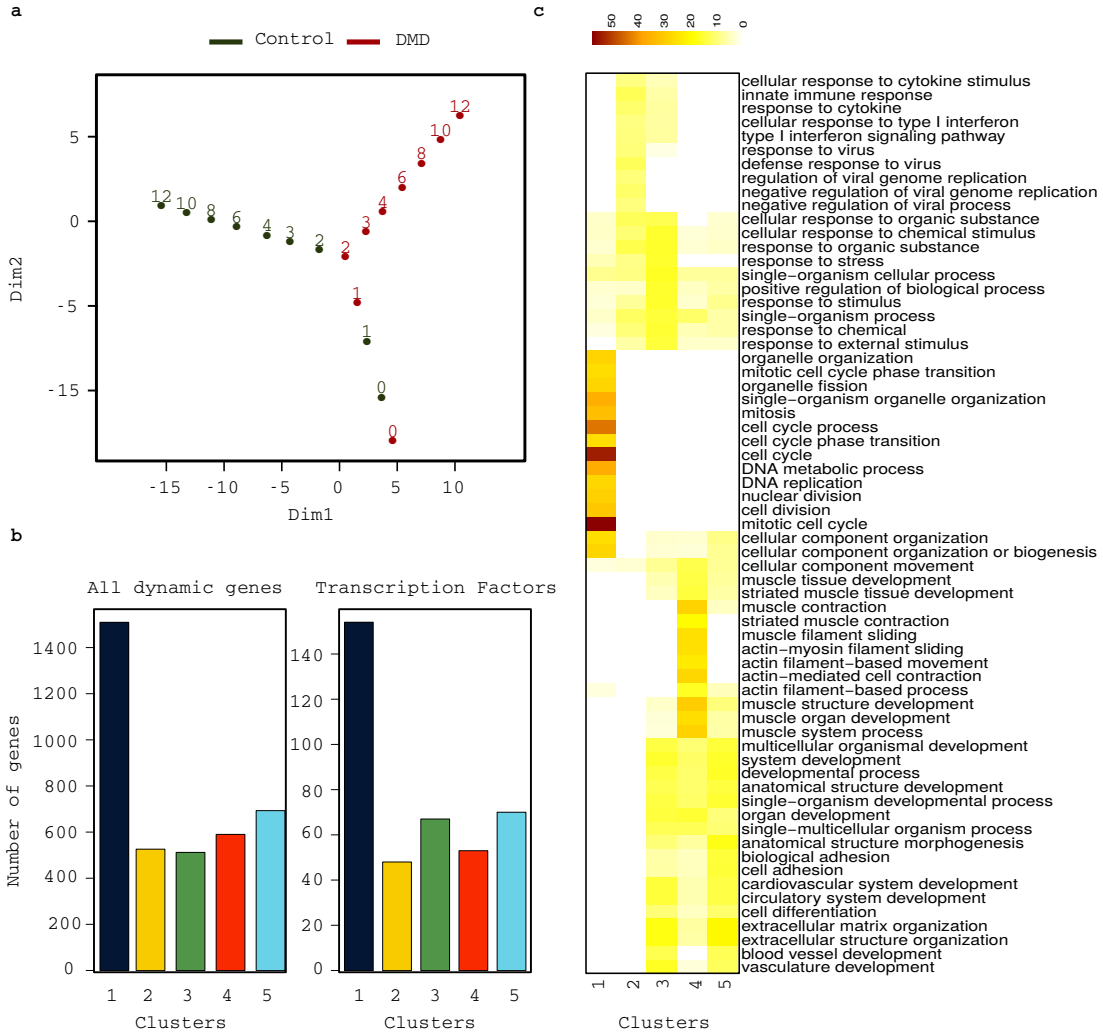 a
Control DMD
12 10 8 6 4 3 2
12
10
8
6
4
3
2
1
1
0
0
5
0
-5
-15
Dim2
-15 -10 -5 0 5 10
Dim1
b
All dynamic genes
Transcription Factors
Number of genes
1400
1200
1000
800
600
400
200
0
1 2 3 4 5
Clusters
140
120
100
80
60
40
20
0
1 2 3 4 5
Clusters
c
50 40 30 20 10 0
cellular response to cytokine stimulus
innate immune response
response to cytokine
cellular response to type I interferon
type I interferon signaling pathway
response to virus
defense response to virus
regulation of viral genome replication
negative regulation of viral genome replication
negative regulation of viral process
cellular response to organic substance
cellular response to chemical stimulus
response to organic substance
response to stress
single−organism cellular process
positive regulation of biological process
response to stimulus
single−organism process
response to chemical
response to external stimulus
organelle organization
mitotic cell cycle phase transition
organelle fission
single−organism organelle organization
mitosis
cell cycle process
cell cycle phase transition
cell cycle
DNA metabolic process
DNA replication
nuclear division
cell division
mitotic cell cycle
cellular component organization
cellular component organization or biogenesis
cellular component movement
muscle tissue development
striated muscle tissue development
muscle contraction
striated muscle contraction
muscle filament sliding
actin−myosin filament sliding
actin filament−based movement
actin−mediated cell contraction
actin filament−based process
muscle structure development
muscle organ development
muscle system process
multicellular organismal development
system development
developmental process
anatomical structure development
single−organism developmental process
organ development
single−multicellular organism process
anatomical structure morphogenesis
biological adhesion
cell adhesion
cardiovascular system development
circulatory system development
cell differentiation
extracellular matrix organization
extracellular structure organization
blood vessel development
vasculature development
1 2 3 4 5
Clusters